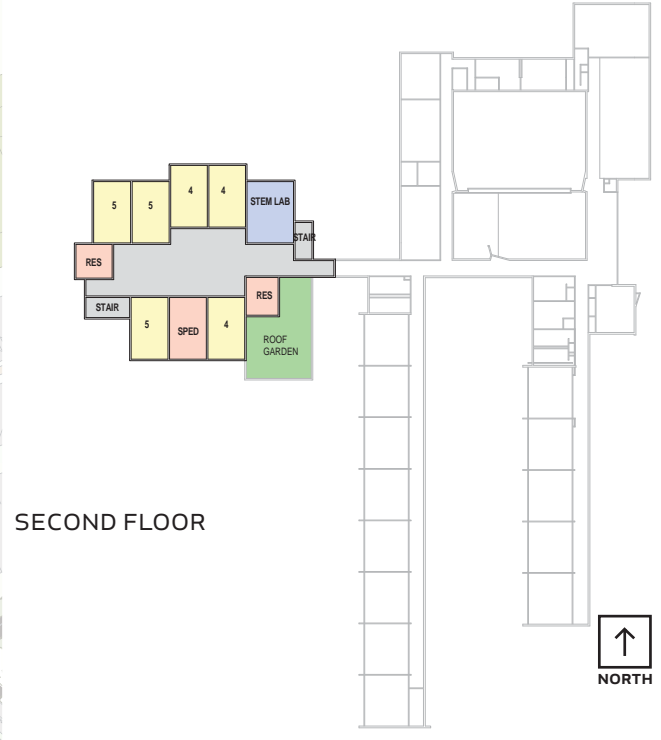 4
4
5
5
STEM LAB
STAIR
RES
RES
STAIR
5
SPED
4
ROOF
GARDEN
SECOND FLOOR
NORTH